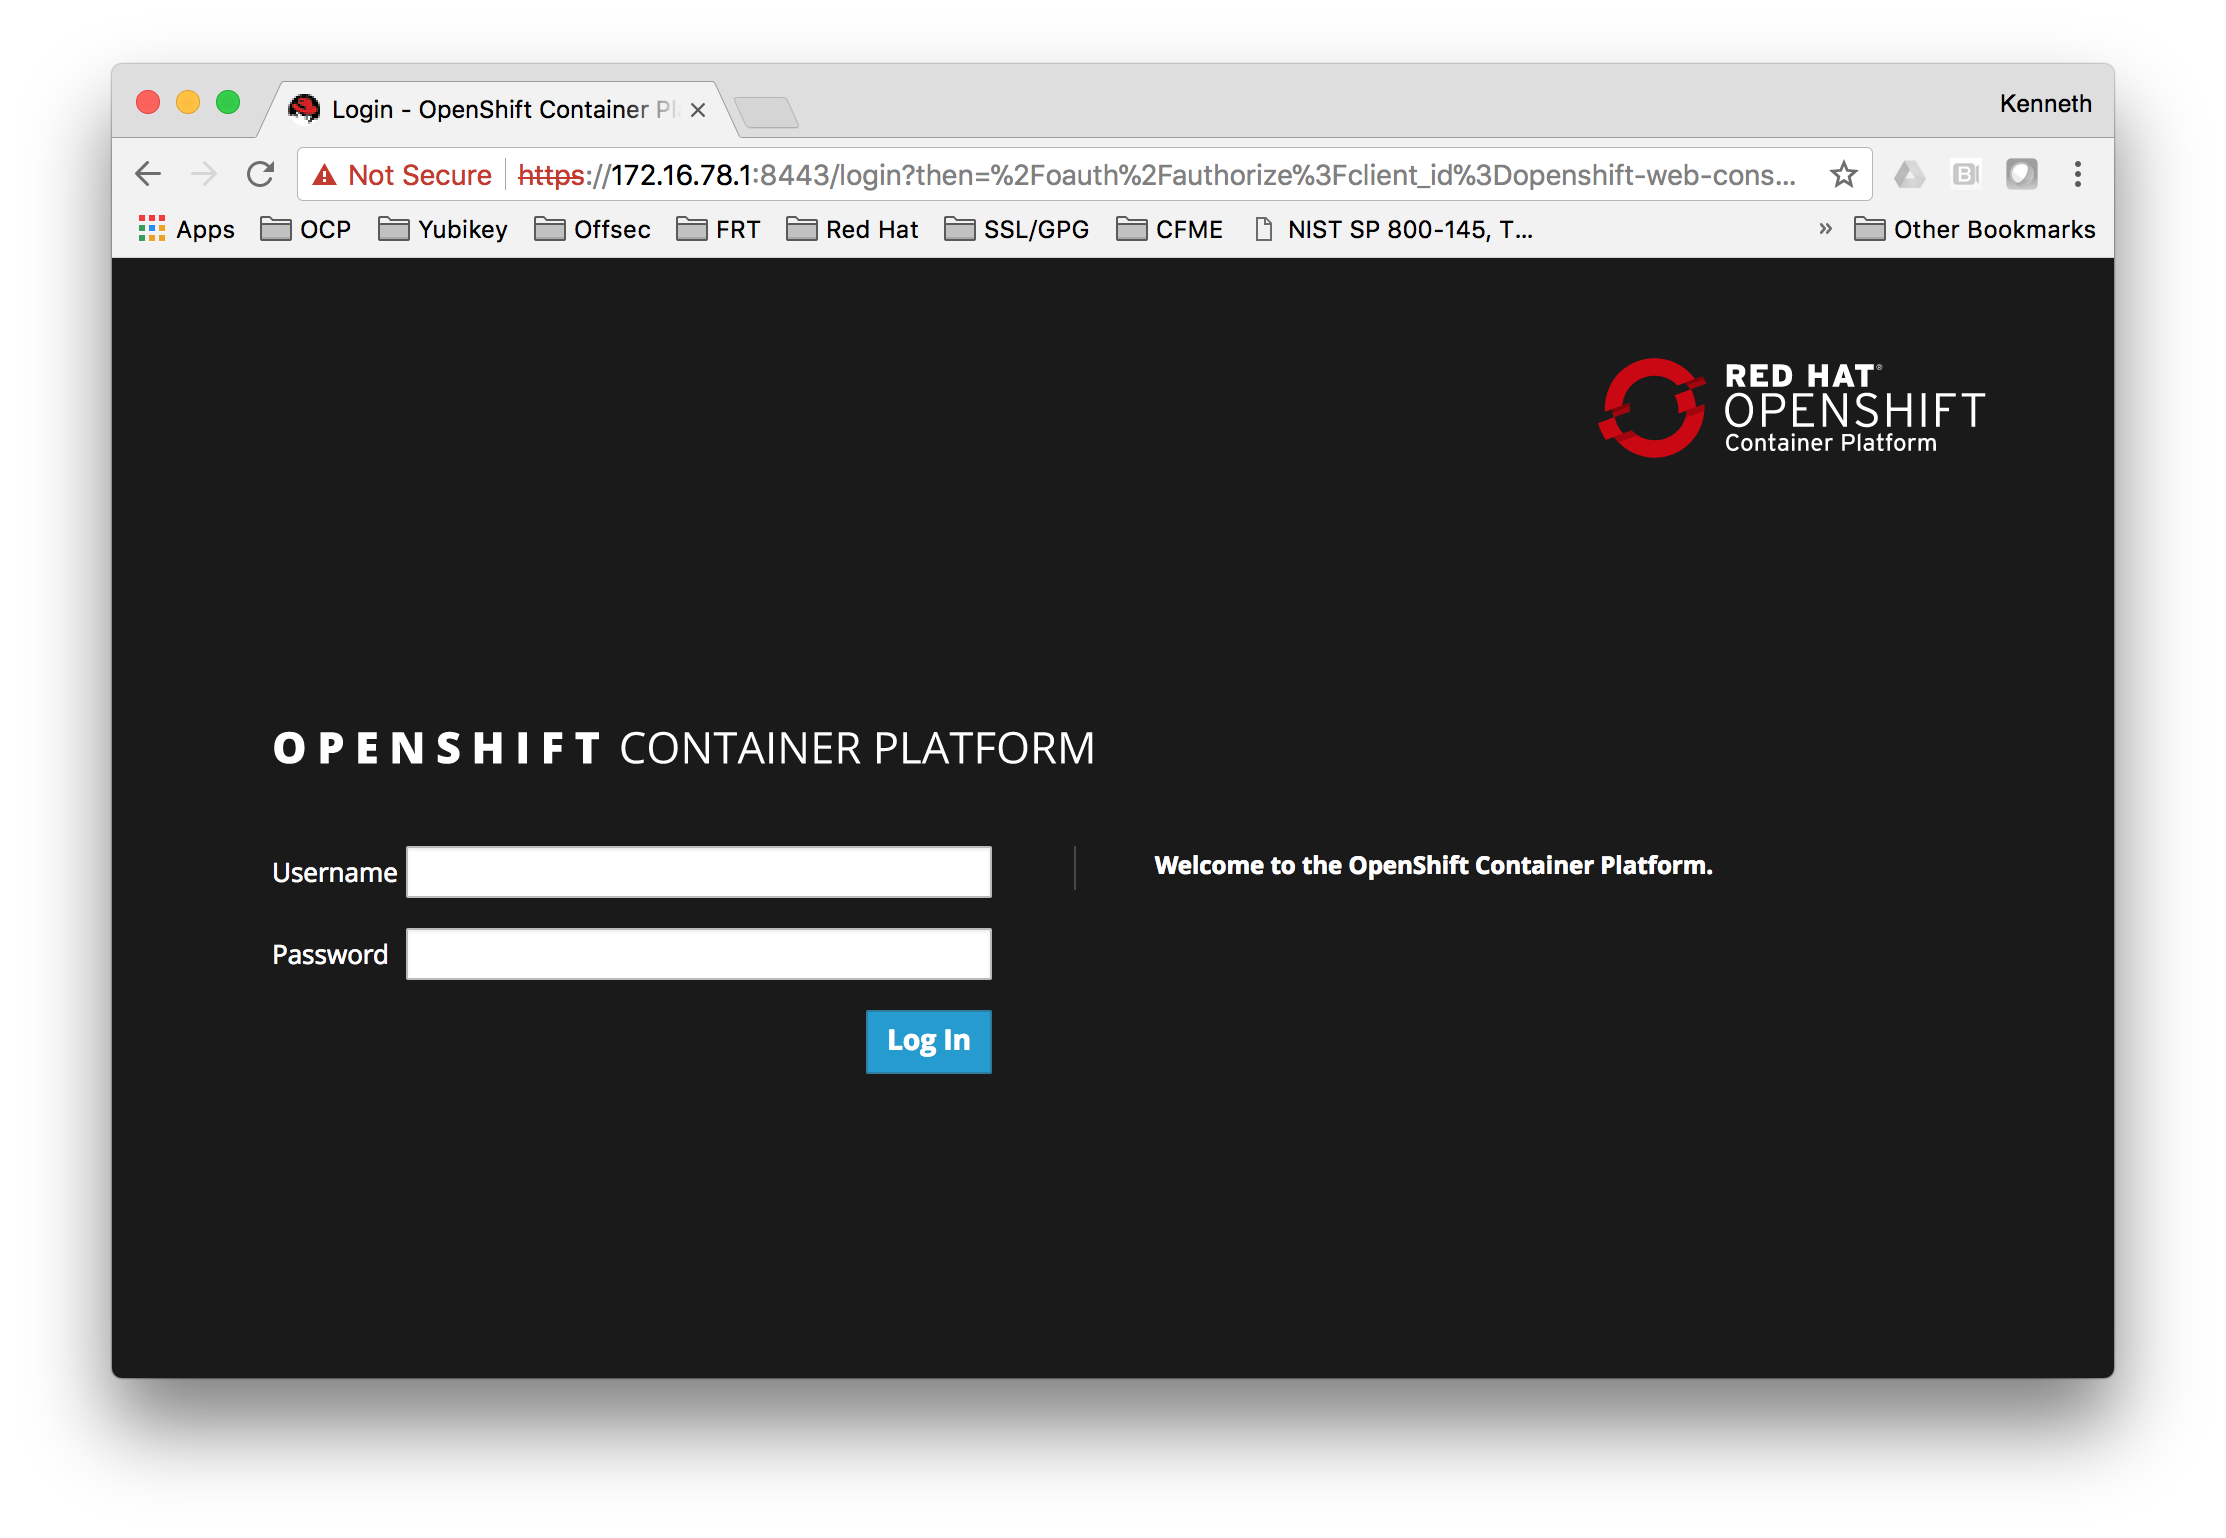 Login - OpenShift Container Pl
Kenneth
Not Secure https://172.16.78.1:8443/login?then=%2Foauth%2Fauthorize%3Fclient_id%3Dopenshift-web-cons...
Apps OCP Yubikey Offsec FRT Red Hat SSL/GPG CFME NIST SP 800-145, T... » Other Bookmarks
RED HAT®
OPENSHIFT
Container Platform
OPENSHIFT CONTAINER PLATFORM
Username
Welcome to the OpenShift Container Platform.
Password
Log In